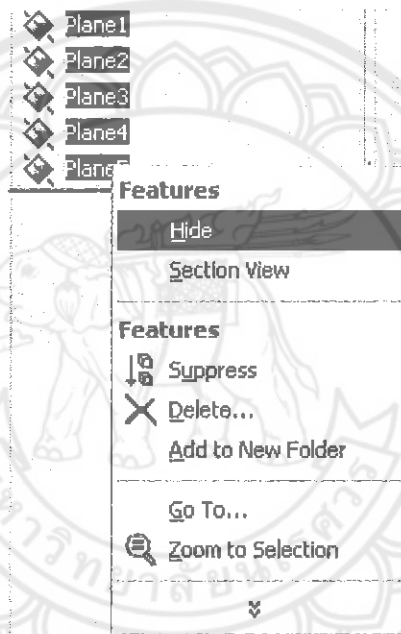 Plane1
Plane2
Plane3
Plane4
Plane
Features
Hide
Section View
Features
Suppress
Delete...
Add to New Folder
Go To...
Zoom to Selection